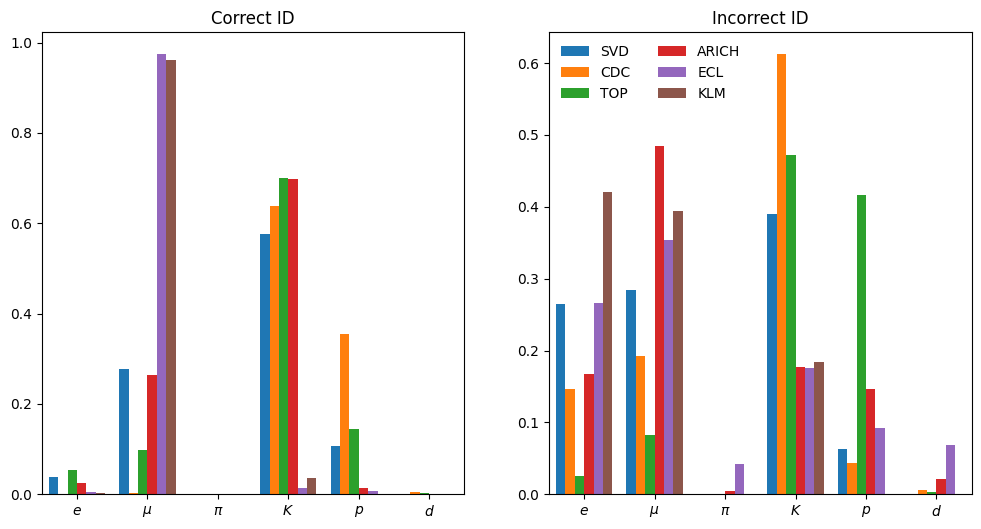 Correct ID
1.0
0.8
0.6
0.4
0.2
0.0
e
μ
π
K
p
d
Incorrect ID
SVD
CDC
TOP
ARICH
ECL
KLM
0.6
0.5
0.4
0.3
0.2
0.1
0.0
e
μ
π
K
p
d